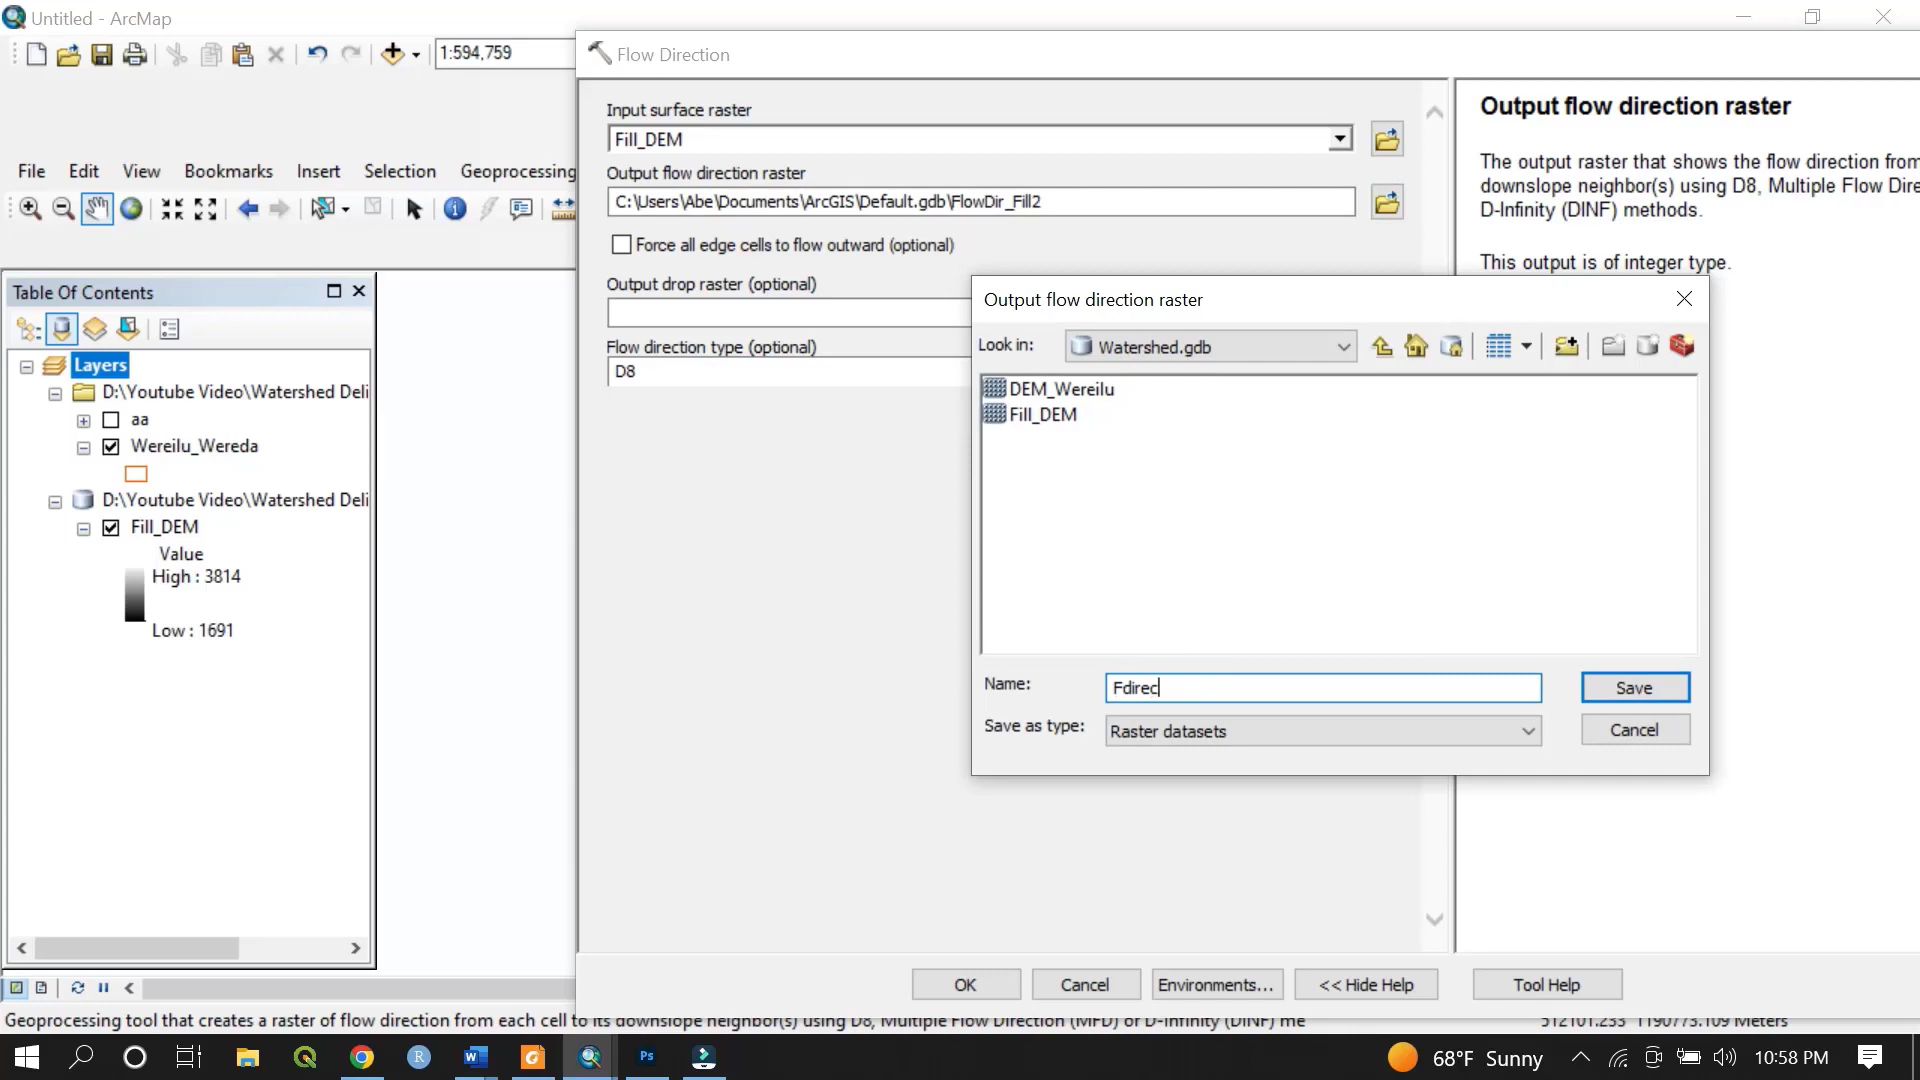 Untitled - ArcMap
1:594,759
Flow Direction
File Edit View Bookmarks Insert Selection Geoprocessing
Input surface raster
Fill_DEM
Output flow direction raster
C:\Users\Abe\Documents\ArcGIS\Default.gdb\FlowDir_Fill2
Force all edge cells to flow outward (optional)
Output drop raster (optional)
Flow direction type (optional)
D8
Output flow direction raster
The output raster that shows the flow direction from
downslope neighbor(s) using D8, Multiple Flow Dire
D-Infinity (DINF) methods.
This output is of integer type.
Table Of Contents
Layers
D:\Youtube Video\Watershed Deli
aa
Wereilu_Wereda
D:\Youtube Video\Watershed Deli
Fill_DEM
Value
High : 3814
Low : 1691
Output flow direction raster
Look in: Watershed.gdb
DEM_Wereilu
Fill_DEM
Name: Fdirec Save
Save as type: Raster datasets Cancel
OK Cancel Environments... << Hide Help Tool Help
Geoprocessing tool that creates a raster of flow direction from each cell to its downslope neighbor(s) using D8, Multiple Flow Direction (MFD) or D-Infinity (DINF) me
512101.233 1190773.109 Meters
R W Ps 68°F Sunny 10:58 PM